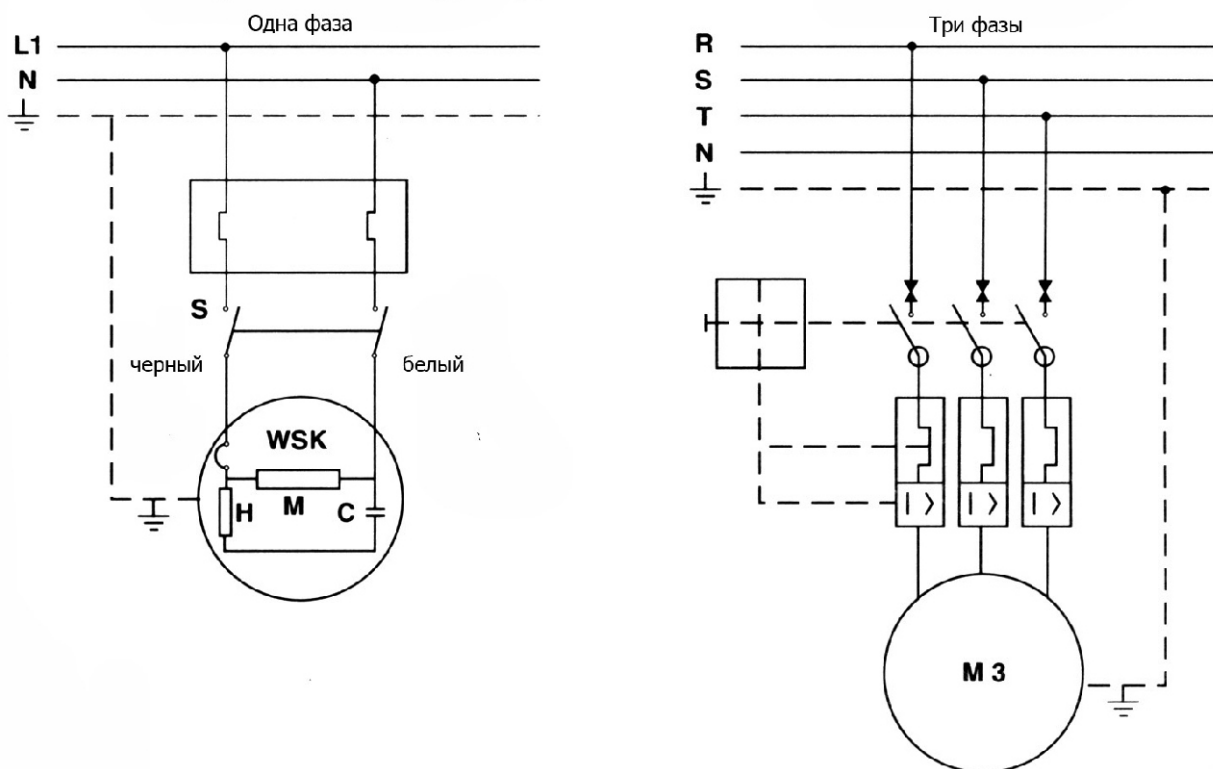 Одна фаза
L1
N
S
черный
белый
WSK
H
M
C
Три фазы
R
S
T
N
I >
I >
I >
M 3